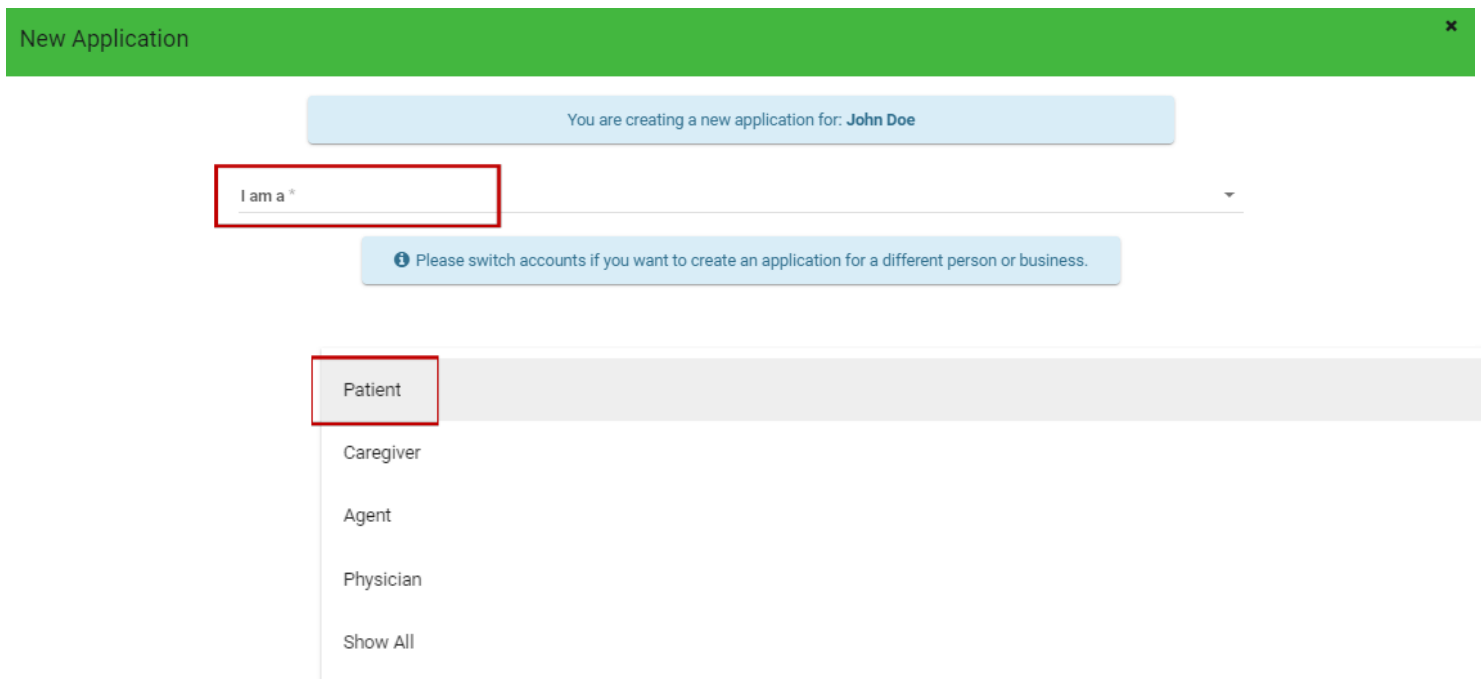 New Application
You are creating a new application for: John Doe
I am a *
Please switch accounts if you want to create an application for a different person or business.
Patient
Caregiver
Agent
Physician
Show All